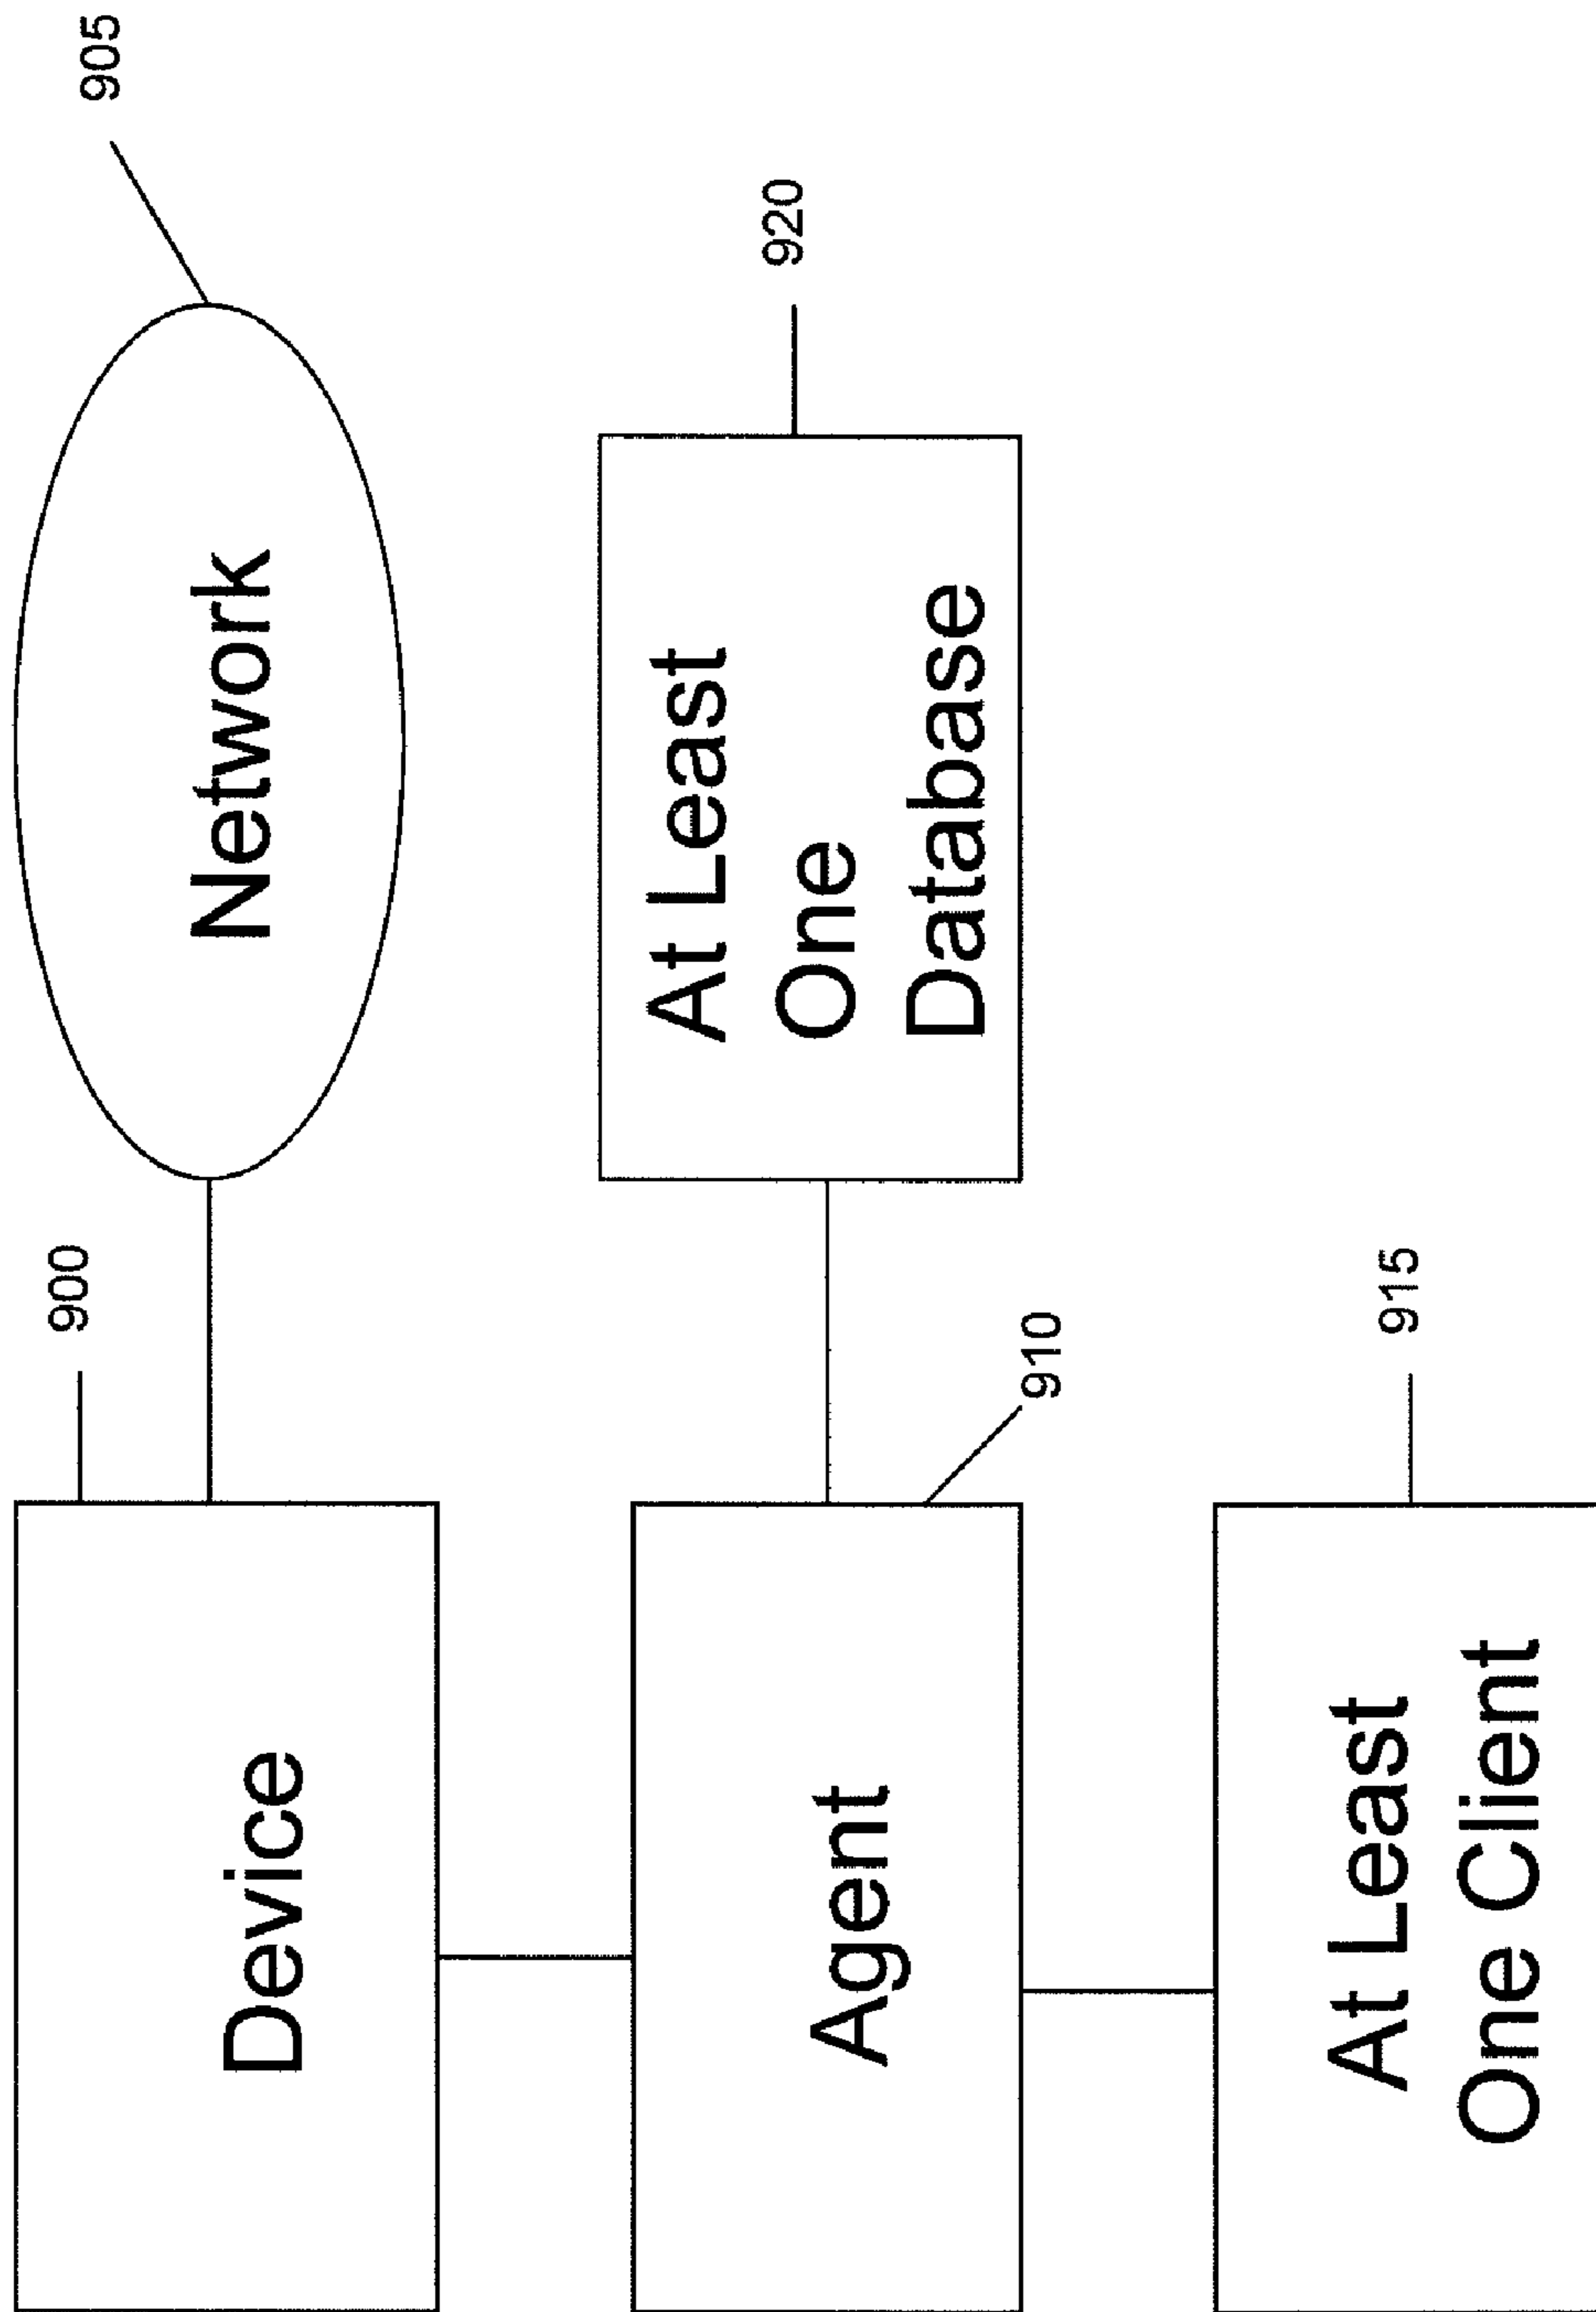 905
Network
900
Device
920
At Least
One
Database
910
Agent
915
At Least
One Client